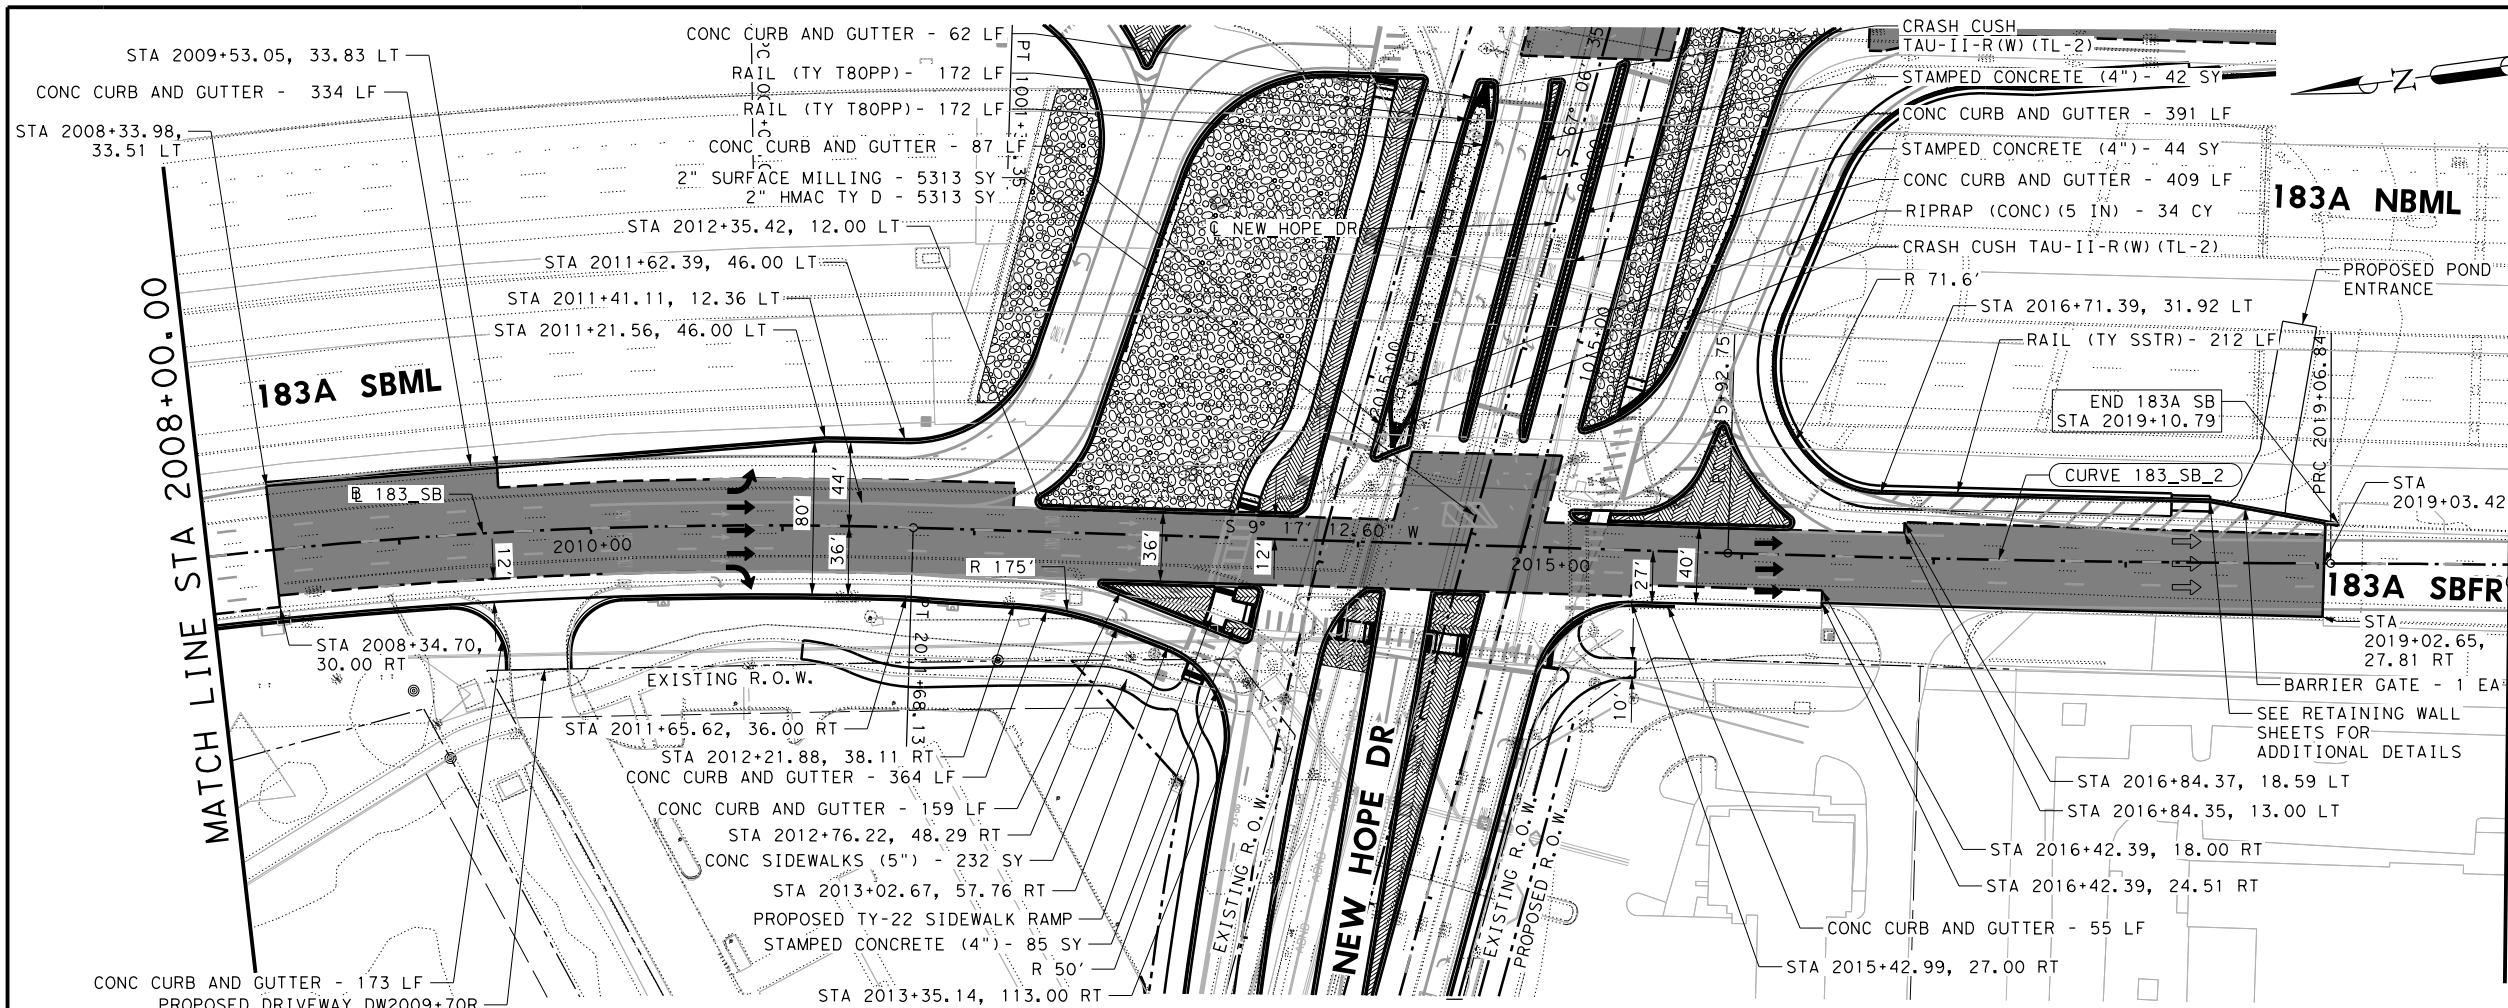 STA 2009+53.05, 33.83 LT
CONC CURB AND GUTTER - 334 LF
STA 2008+33.98,
33.51 LT
CONC CURB AND GUTTER - 62 LF
RAIL (TY T80PP)- 172 LF
RAIL (TY T80PP)- 172 LF
CONC CURB AND GUTTER - 87 LF
2" SURFACE MILLING - 5313 SY
2" HMAC TY D - 5313 SY
STA 2012+35.42, 12.00 LT
STA 2011+62.39, 46.00 LT
STA 2011+41.11, 12.36 LT
STA 2011+21.56, 46.00 LT
CRASH CUSH
TAU-II-R(W)(TL-2)
STAMPED CONCRETE (4")- 42 SY
CONC CURB AND GUTTER - 391 LF
STAMPED CONCRETE (4")- 44 SY
CONC CURB AND GUTTER - 409 LF
RIPRAP (CONC)(5 IN) - 34 CY
CRASH CUSH TAU-II-R(W)(TL-2)
R 71.6'
STA 2016+71.39, 31.92 LT
RAIL (TY SSTR)- 212 LF
N
183A NBML
PROPOSED POND
ENTRANCE
END 183A SB
STA 2019+10.79
PRC 2019+06.84
CURVE 183_SB_2
STA
2019+03.42
183A SBFR
STA
2019+02.65,
27.81 RT
BARRIER GATE - 1 EA
SEE RETAINING WALL
SHEETS FOR
ADDITIONAL DETAILS
STA 2016+84.37, 18.59 LT
STA 2016+84.35, 13.00 LT
STA 2016+42.39, 18.00 RT
STA 2016+42.39, 24.51 RT
CONC CURB AND GUTTER - 55 LF
STA 2015+42.99, 27.00 RT
MATCH LINE STA 2008+00.00
183A SBML
℄ NEW HOPE DR
2015+00
1015+00
B 183_SB
2010+00
12'
80'
44'
36'
36'
S 9° 17' 12.60" W
12'
2015+00
27'
40'
10'
R 175'
STA 2008+34.70,
30.00 RT
EXISTING R.O.W.
PT 2011+68.13
STA 2011+65.62, 36.00 RT
STA 2012+21.88, 38.11 RT
CONC CURB AND GUTTER - 364 LF
CONC CURB AND GUTTER - 159 LF
STA 2012+76.22, 48.29 RT
CONC SIDEWALKS (5") - 232 SY
STA 2013+02.67, 57.76 RT
PROPOSED TY-22 SIDEWALK RAMP
STAMPED CONCRETE (4")- 85 SY
R 50'
STA 2013+35.14, 113.00 RT
CONC CURB AND GUTTER - 173 LF
PROPOSED DRIVEWAY DW2009+70R
EXISTING R.O.W.
NEW HOPE DR
EXISTING R.O.W.
PROPOSED R.O.W.